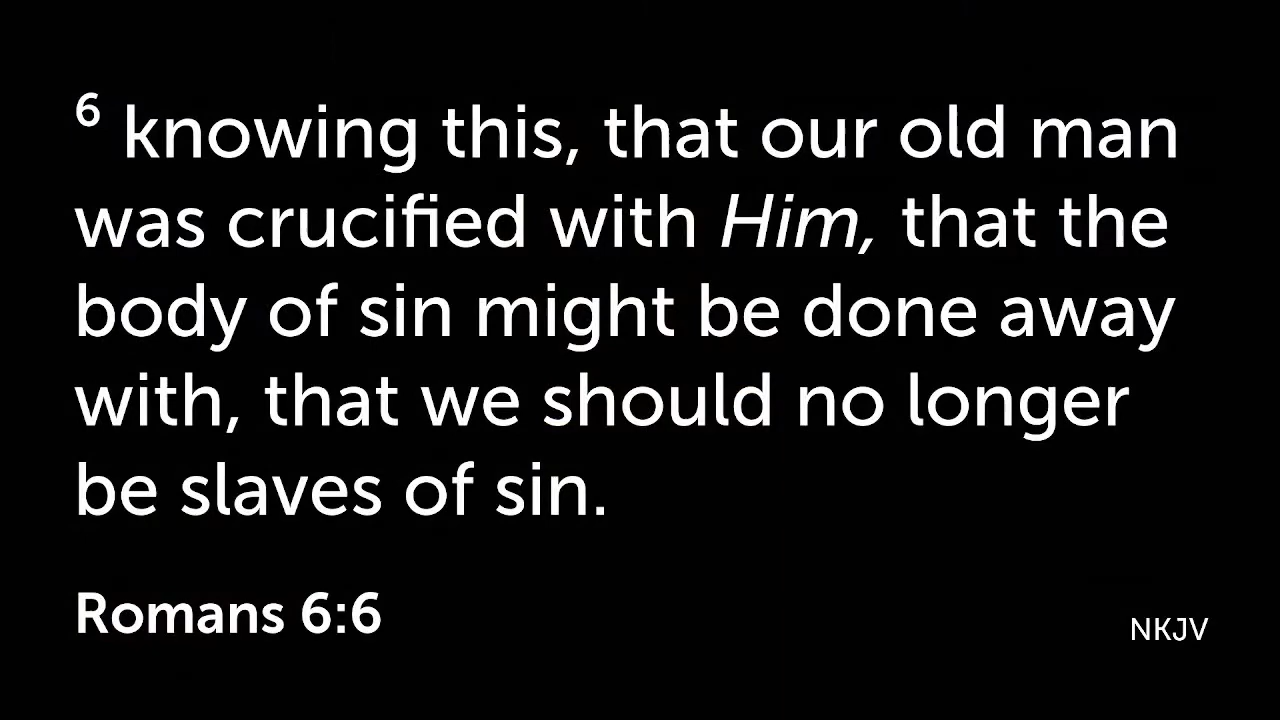 6 knowing this, that our old man
was crucified with Him, that the
body of sin might be done away
with, that we should no longer
be slaves of sin.
Romans 6:6
NKJV